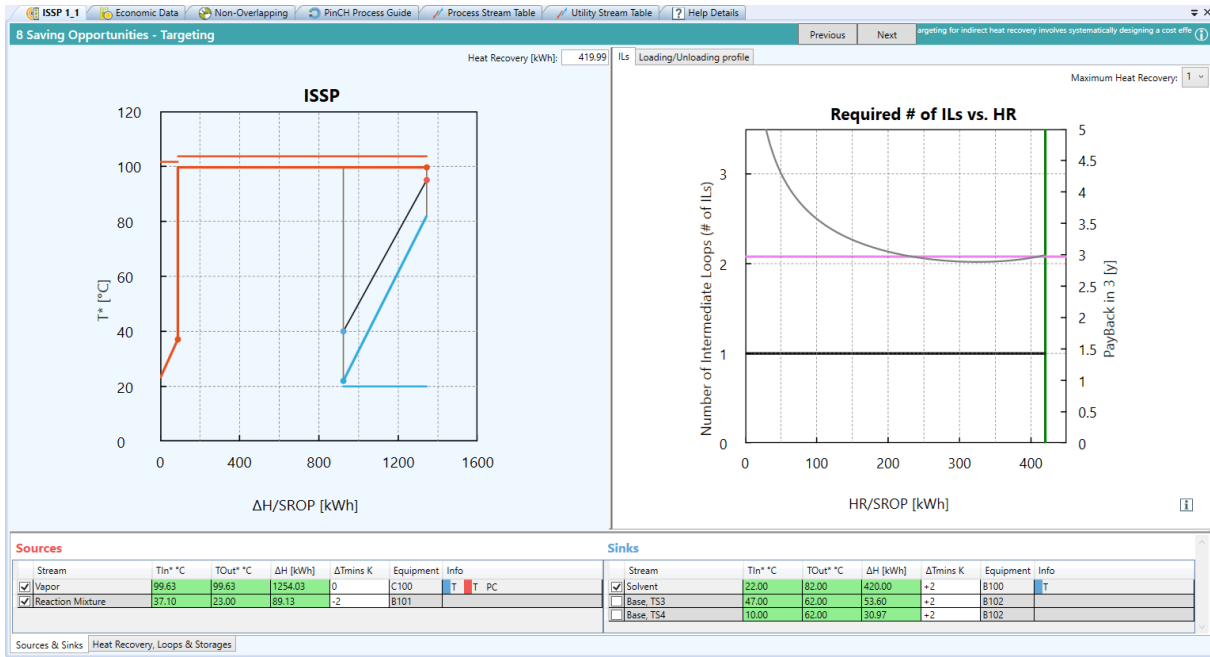 ISSP 1_1
Economic Data
Non-Overlapping
PinCH Process Guide
Process Stream Table
Utility Stream Table
Help Details
8 Saving Opportunities - Targeting
Previous
Next
argeting for indirect heat recovery involves systematically designing a cost effe
Heat Recovery [kWh]: 419.99
ISSP
T* [°C]
120
100
80
60
40
20
0
0 400 800 1200 1600
ΔH/SROP [kWh]
ILs
Loading/Unloading profile
Maximum Heat Recovery: 1
Required # of ILs vs. HR
Number of Intermediate Loops (# of ILs)
3
2
1
0
5
4.5
4
3.5
3
2.5
2
1.5
1
0.5
0
PayBack in 3 [y]
0 100 200 300 400
HR/SROP [kWh]
Sources
Stream TIn* °C TOut* °C ΔH [kWh] ΔTmins K Equipment Info
Vapor 99.63 99.63 1254.03 0 C100 T T PC
Reaction Mixture 37.10 23.00 89.13 -2 B101
Sinks
Stream TIn* °C TOut* °C ΔH [kWh] ΔTmins K Equipment Info
Solvent 22.00 82.00 420.00 +2 B100 T
Base, TS3 47.00 62.00 53.60 +2 B102
Base, TS4 10.00 62.00 30.97 +2 B102
Sources & Sinks
Heat Recovery, Loops & Storages